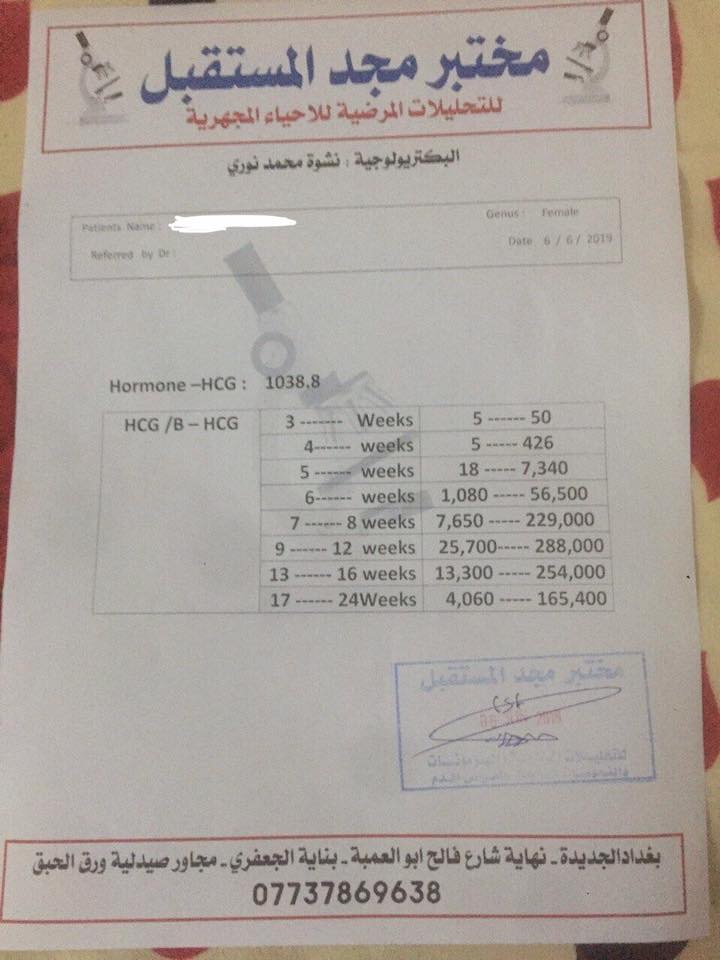 مختبر مجد المستقبل
للتحليلات المرضية للاحياء المجهرية
البكتريولوجية : نشوة محمد نوري
Patients Name :
Genus : Female
Referred by Dr :
Date 6 / 6 / 2019
Hormone –HCG : 1038.8
HCG /B – HCG
3 ------- Weeks 5 ------ 50
4------ weeks 5 ------ 426
5 ------ weeks 18 ----- 7,340
6------ weeks 1,080 ----- 56,500
7 ------ 8 weeks 7,650 ----- 229,000
9 ------ 12 weeks 25,700----- 288,000
13 ------ 16 weeks 13,300 ----- 254,000
17 ------ 24Weeks 4,060 ----- 165,400
مختبر مجد المستقبل
2019
بغدادالجديدة ـ نهاية شارع فالح ابو العمبة ـ بناية الجعفري ـ مجاور صيدلية ورق الحبق
07737869638